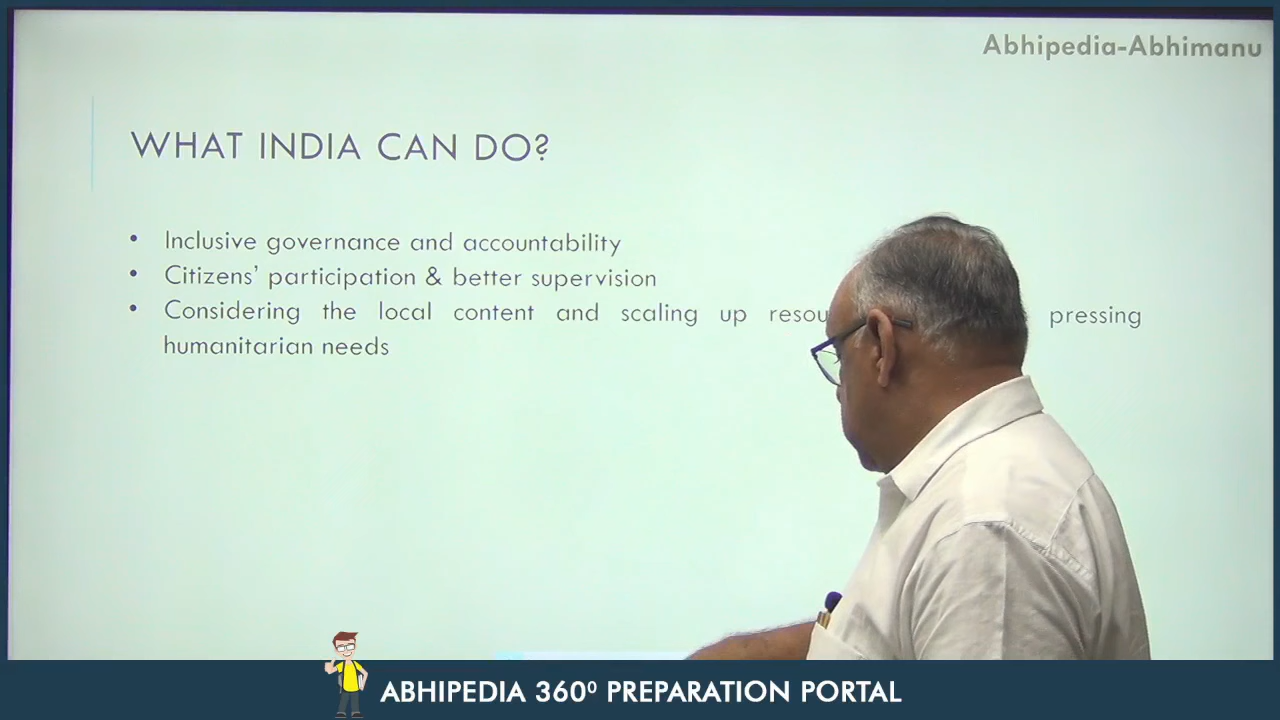 Abhipedia-Abhimanu
WHAT INDIA CAN DO?
• Inclusive governance and accountability
• Citizens' participation & better supervision
• Considering the local content and scaling up pressing
humanitarian needs
ABHIPEDIA 360⁰ PREPARATION PORTAL